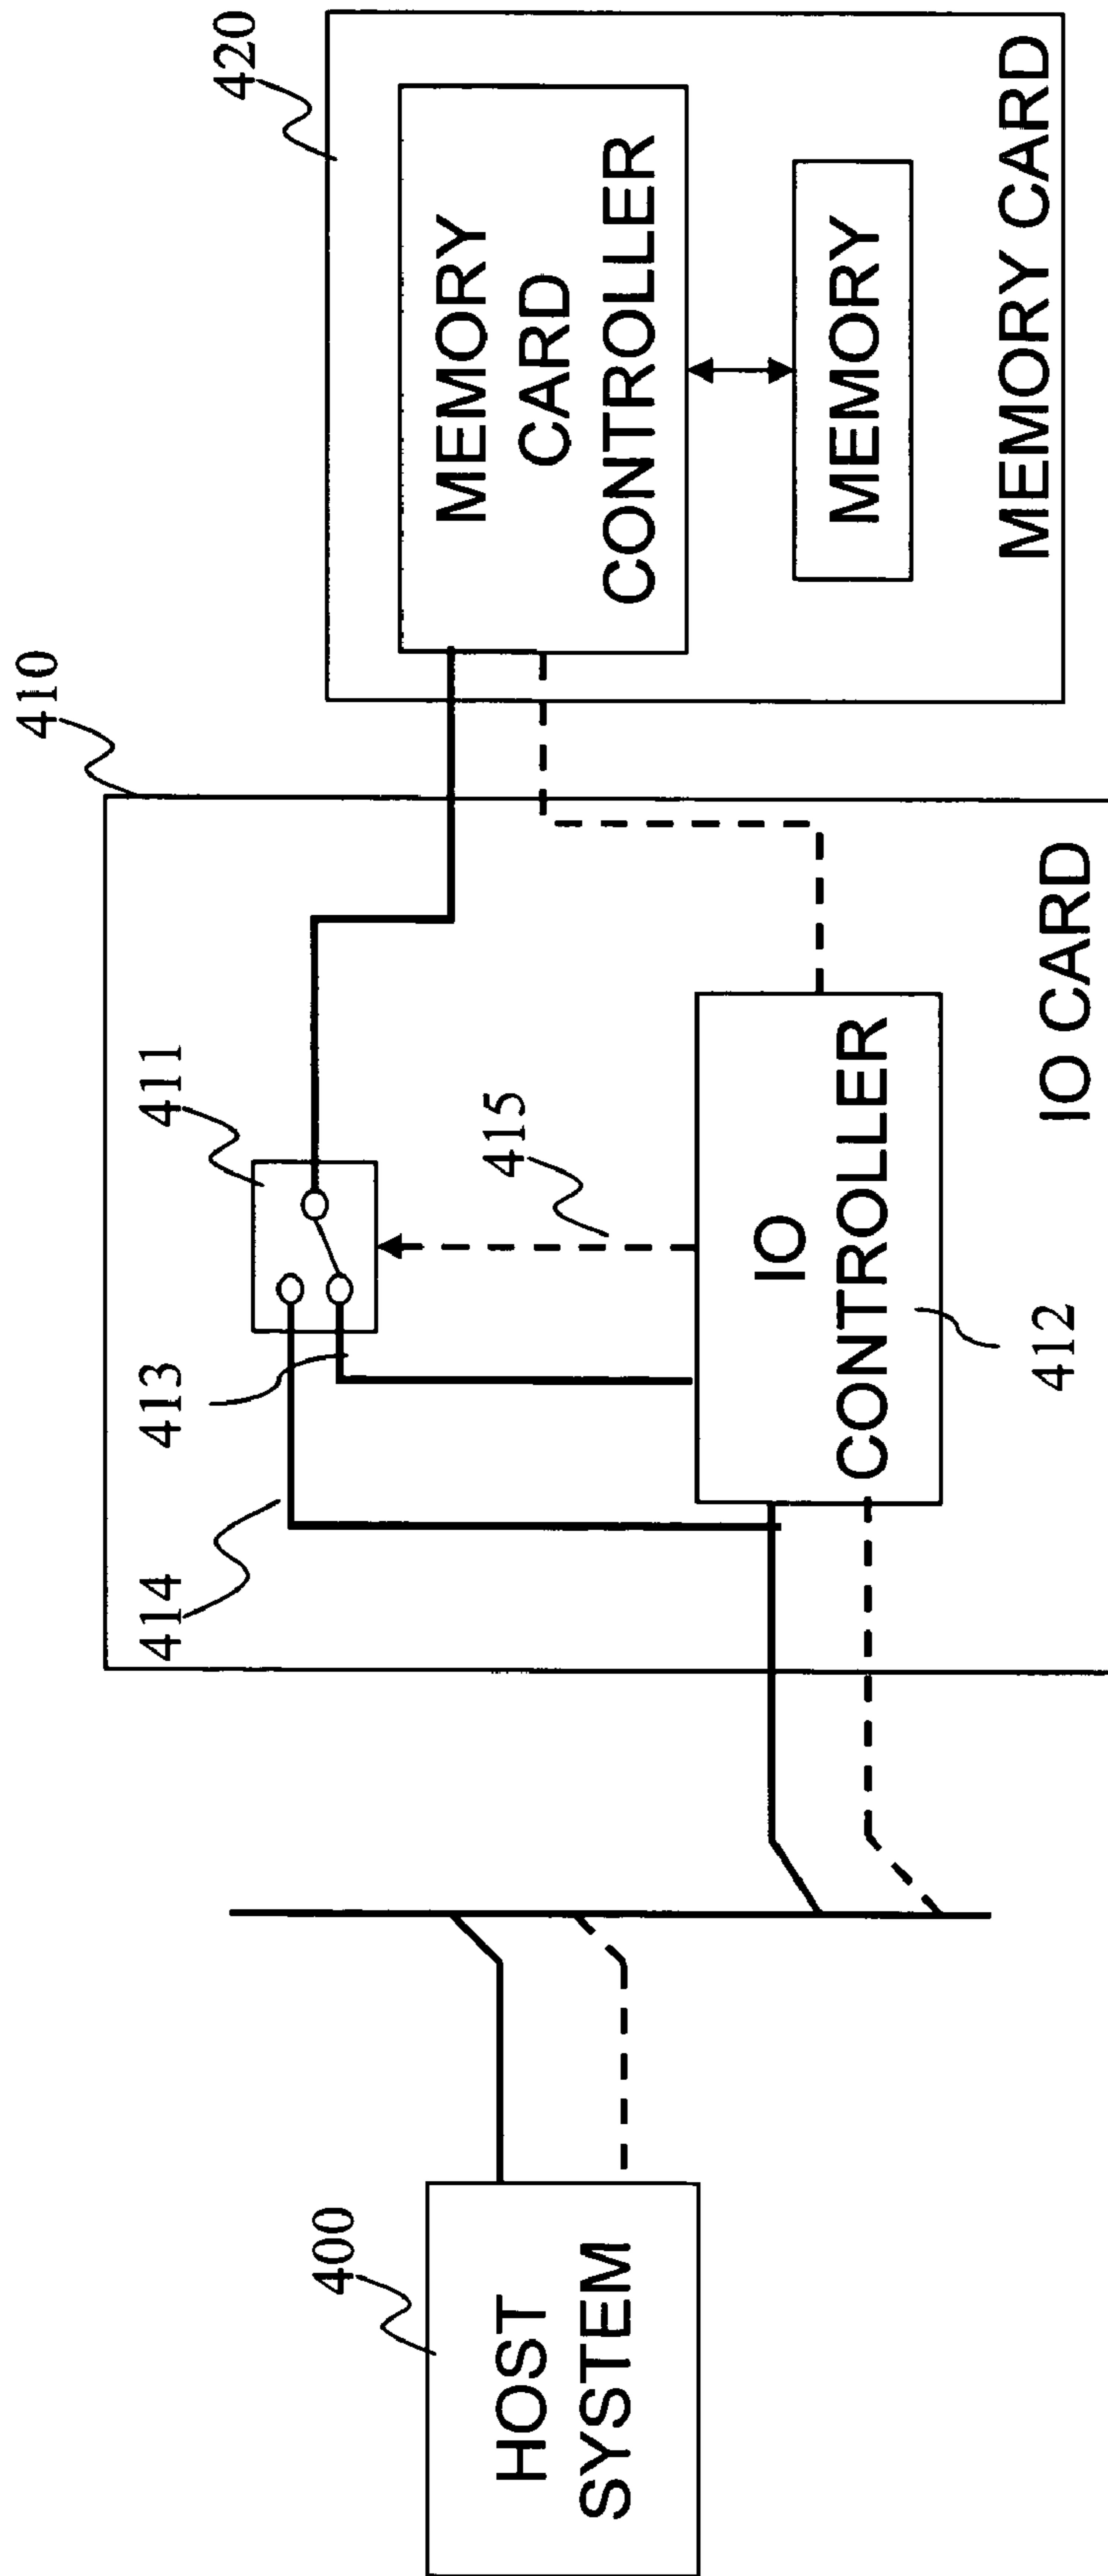 400
HOST
SYSTEM
410
414
413
411
415
IO
CONTROLLER
412
IO CARD
420
MEMORY
CARD
CONTROLLER
MEMORY
MEMORY CARD